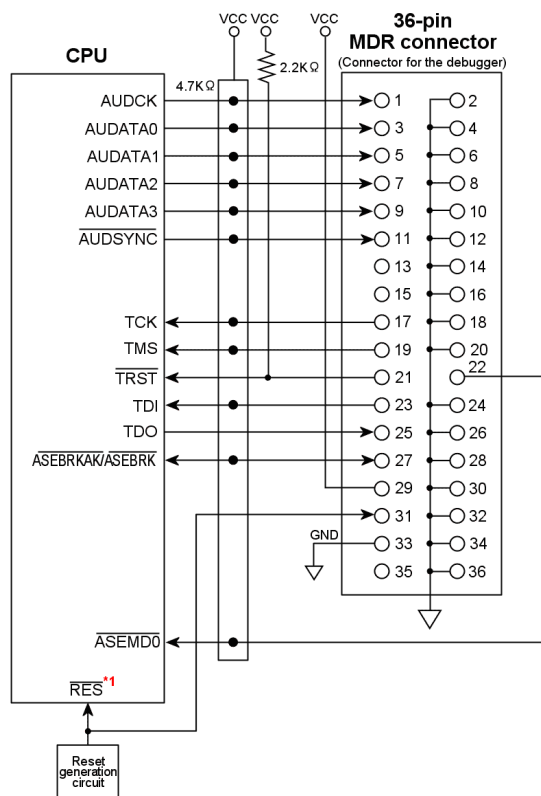 VCC VCC VCC
36-pin
MDR connector
(Connector for the debugger)
CPU
4.7KΩ
2.2KΩ
AUDCK 1 2
AUDATA0 3 4
AUDATA1 5 6
AUDATA2 7 8
AUDATA3 9 10
AUDSYNC 11 12
13 14
15 16
TCK 17 18
TMS 19 20
TRST 21 22
TDI 23 24
TDO 25 26
ASEBRKAK/ASEBRK 27 28
29 30
31 32
GND 33 34
35 36
ASEMD0
RES*1
Reset
generation
circuit